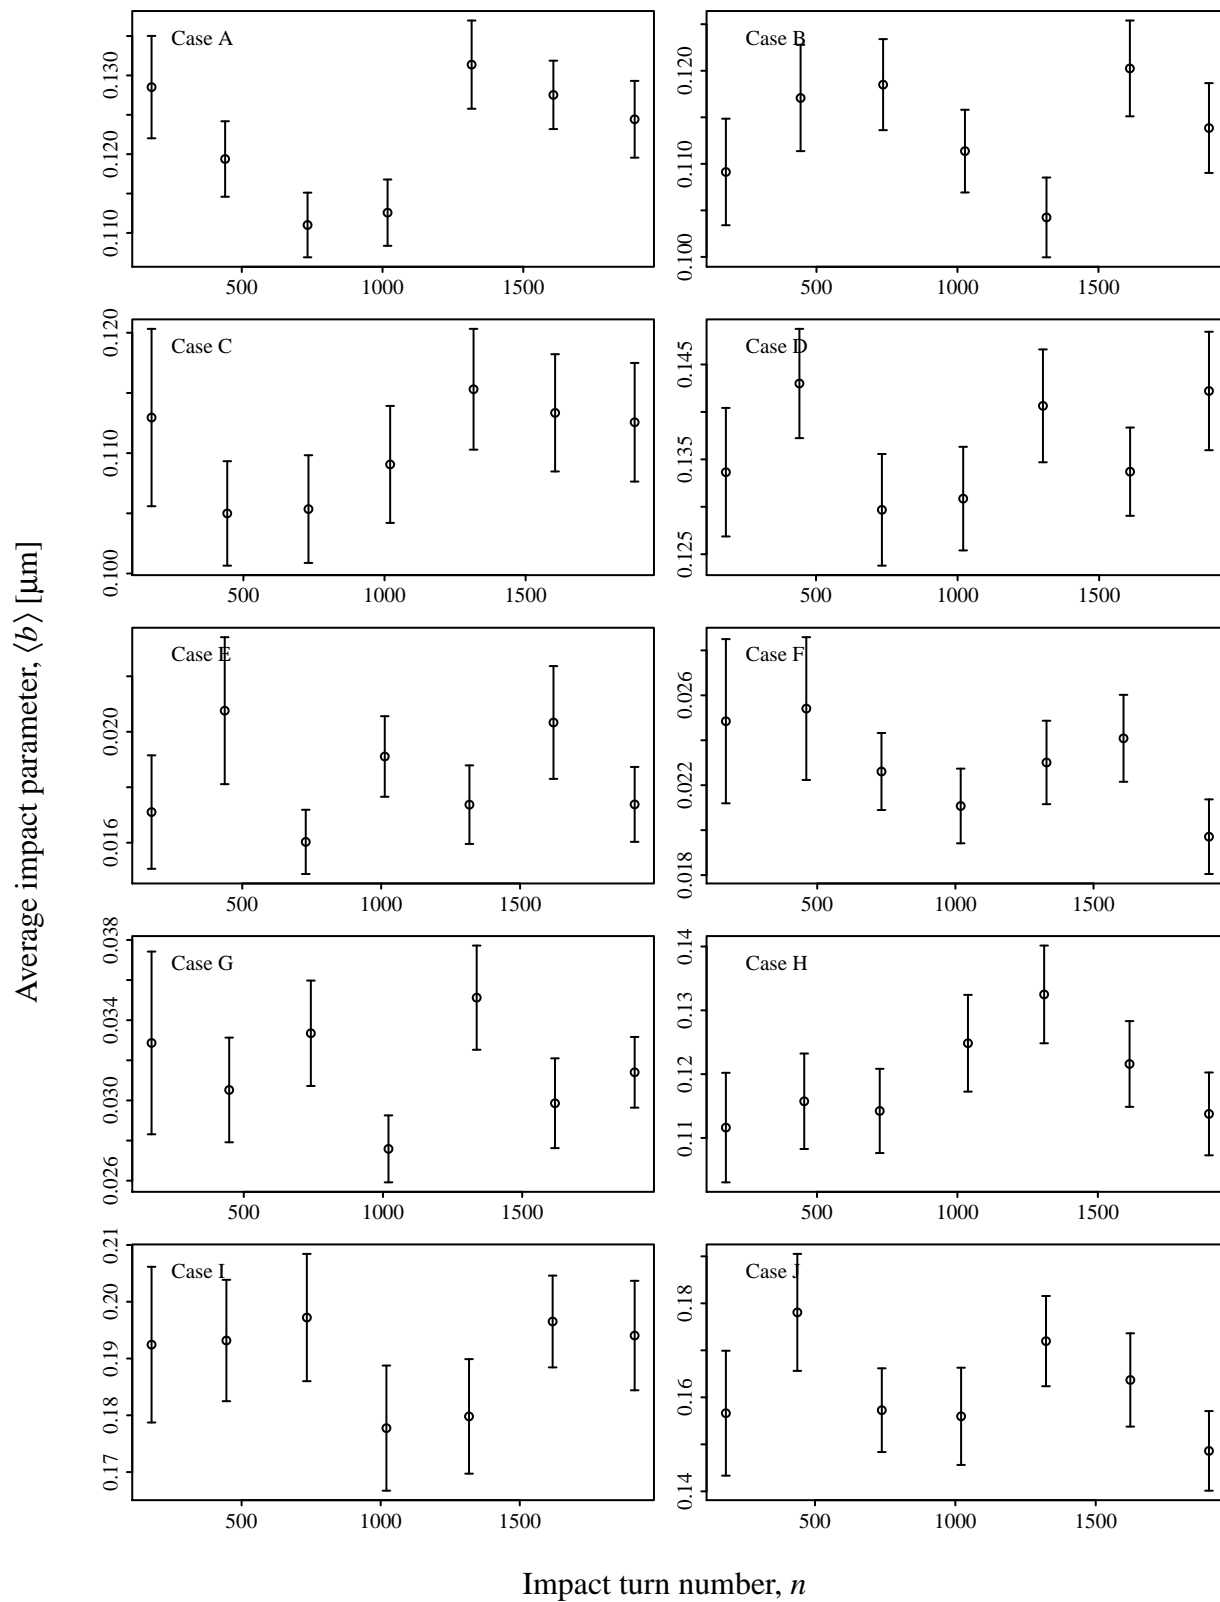 Average impact parameter, ⟨b⟩ [μm]
Case A
0.110 0.120 0.130
500 1000 1500
Case B
0.100 0.110 0.120
500 1000 1500
Case C
0.100 0.110 0.120
500 1000 1500
Case D
0.125 0.135 0.145
500 1000 1500
Case E
0.016 0.020
500 1000 1500
Case F
0.018 0.022 0.026
500 1000 1500
Case G
0.026 0.030 0.034 0.038
500 1000 1500
Case H
0.11 0.12 0.13 0.14
500 1000 1500
Case I
0.17 0.18 0.19 0.20 0.21
500 1000 1500
Case J
0.14 0.16 0.18
500 1000 1500
Impact turn number, n